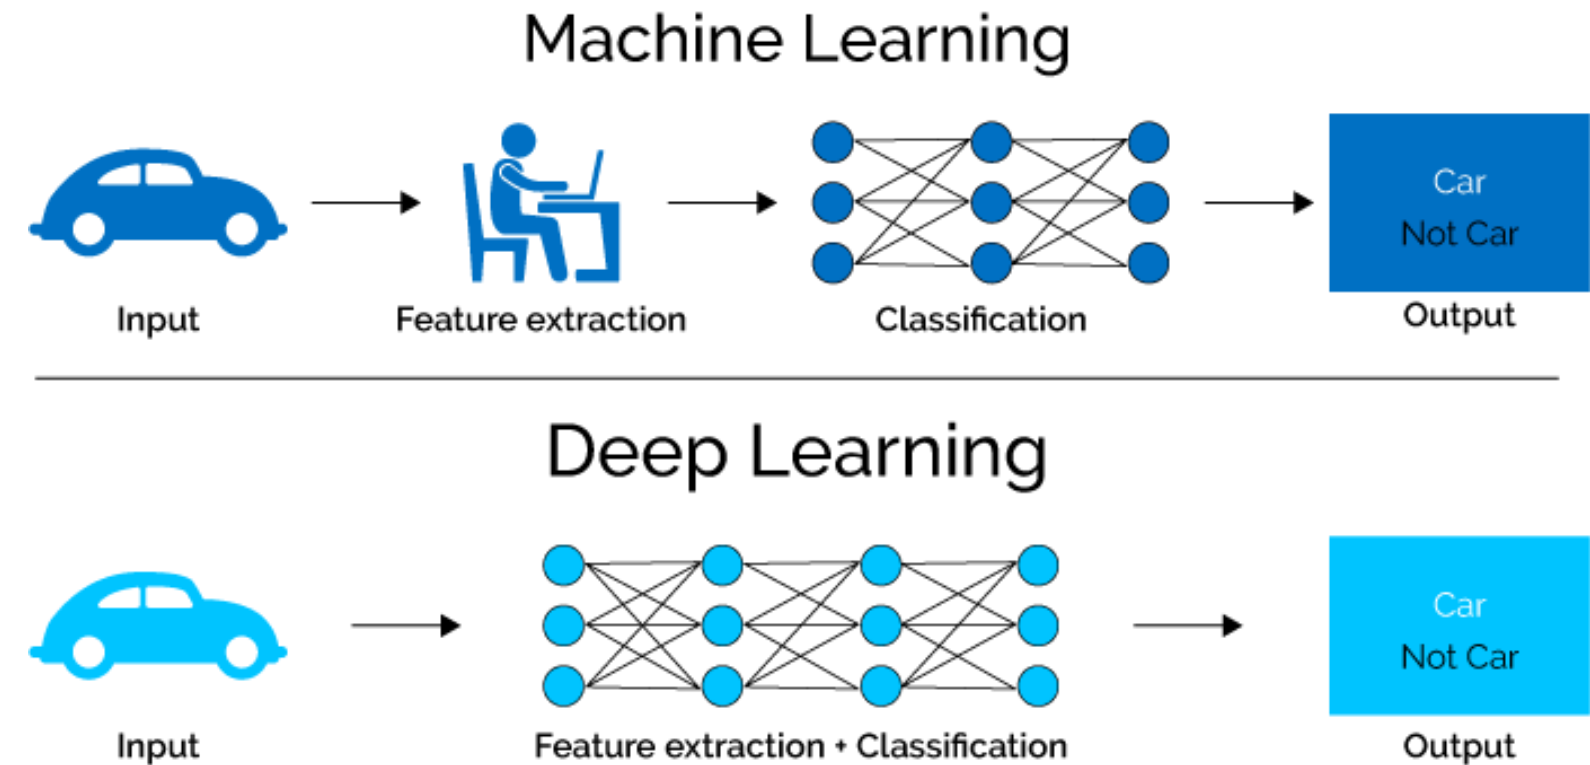 Machine Learning
Car
Not Car
Input
Feature extraction
Classification
Output
Deep Learning
Car
Not Car
Input
Feature extraction + Classification
Output